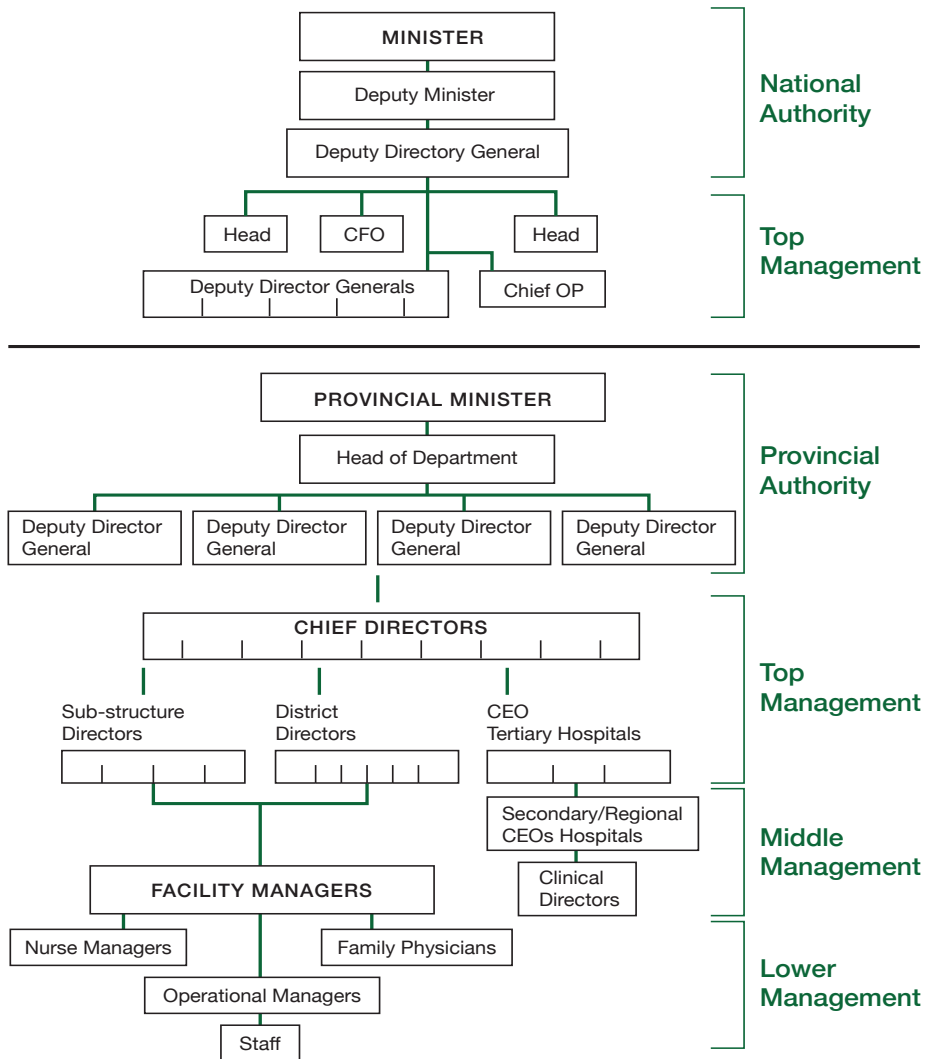 MINISTER
Deputy Minister
Deputy Directory General
National
Authority
Head
CFO
Head
Deputy Director Generals
Chief OP
Top
Management
PROVINCIAL MINISTER
Head of Department
Deputy Director
General
Deputy Director
General
Deputy Director
General
Deputy Director
General
Provincial
Authority
CHIEF DIRECTORS
Sub-structure
Directors
District
Directors
CEO
Tertiary Hospitals
Top
Management
Secondary/Regional
CEOs Hospitals
Clinical
Directors
FACILITY MANAGERS
Middle
Management
Nurse Managers
Family Physicians
Operational Managers
Staff
Lower
Management